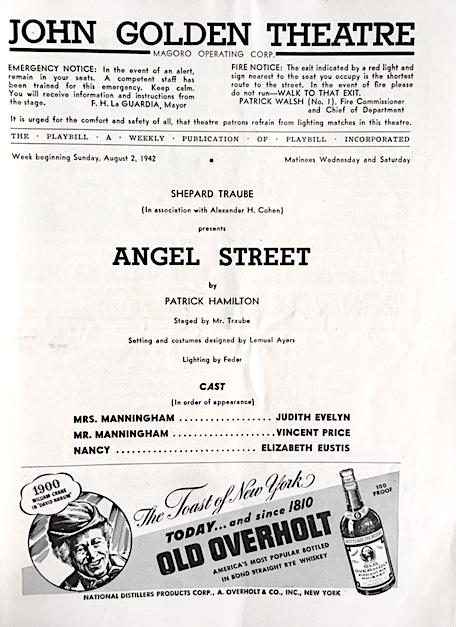 JOHN GOLDEN THEATRE
MAGORO OPERATING CORP.
EMERGENCY NOTICE: In the event of an alert,
remain in your seats. A competent staff has
been trained for this emergency. Keep calm.
You will receive information and instructions from
the stage. F. H. La GUARDIA, Mayor
FIRE NOTICE: The exit indicated by a red light and
sign nearest to the seat you occupy is the shortest
route to the street. In the event of fire please
do not run—WALK TO THAT EXIT.
PATRICK WALSH (No. 1), Fire Commissioner
and Chief of Department
It is urged for the comfort and safety of all, that theatre patrons refrain from lighting matches in this theatre.
THE · PLAYBILL · A · WEEKLY · PUBLICATION · OF · PLAYBILL · INCORPORATED
Week beginning Sunday, August 2, 1942 • Matinees Wednesday and Saturday
SHEPARD TRAUBE
(In association with Alexander H. Cohen)
presents
ANGEL STREET
by
PATRICK HAMILTON
Staged by Mr. Traube
Setting and costumes designed by Lemuel Ayers
Lighting by Feder
CAST
(In order of appearance)
MRS. MANNINGHAM .................... JUDITH EVELYN
MR. MANNINGHAM .................... VINCENT PRICE
NANCY .............................. ELIZABETH EUSTIS
1900
WILLIAM CRANE
IN "DAVID HARUM"
The Toast of New York
TODAY...and since 1810
OLD OVERHOLT
AMERICA'S MOST POPULAR BOTTLED
IN BOND STRAIGHT RYE WHISKEY
100
PROOF
OLD
OVERHOLT
NATIONAL DISTILLERS PRODUCTS CORP., A. OVERHOLT & CO., INC., NEW YORK